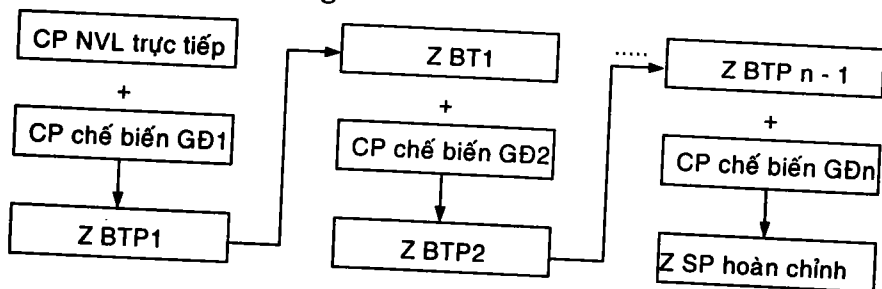 CP NVL trực tiếp
+
CP chế biến GĐ1
Z BTP1
Z BT1
+
CP chế biến GĐ2
Z BTP2
.....
Z BTP n - 1
+
CP chế biến GĐn
Z SP hoàn chỉnh